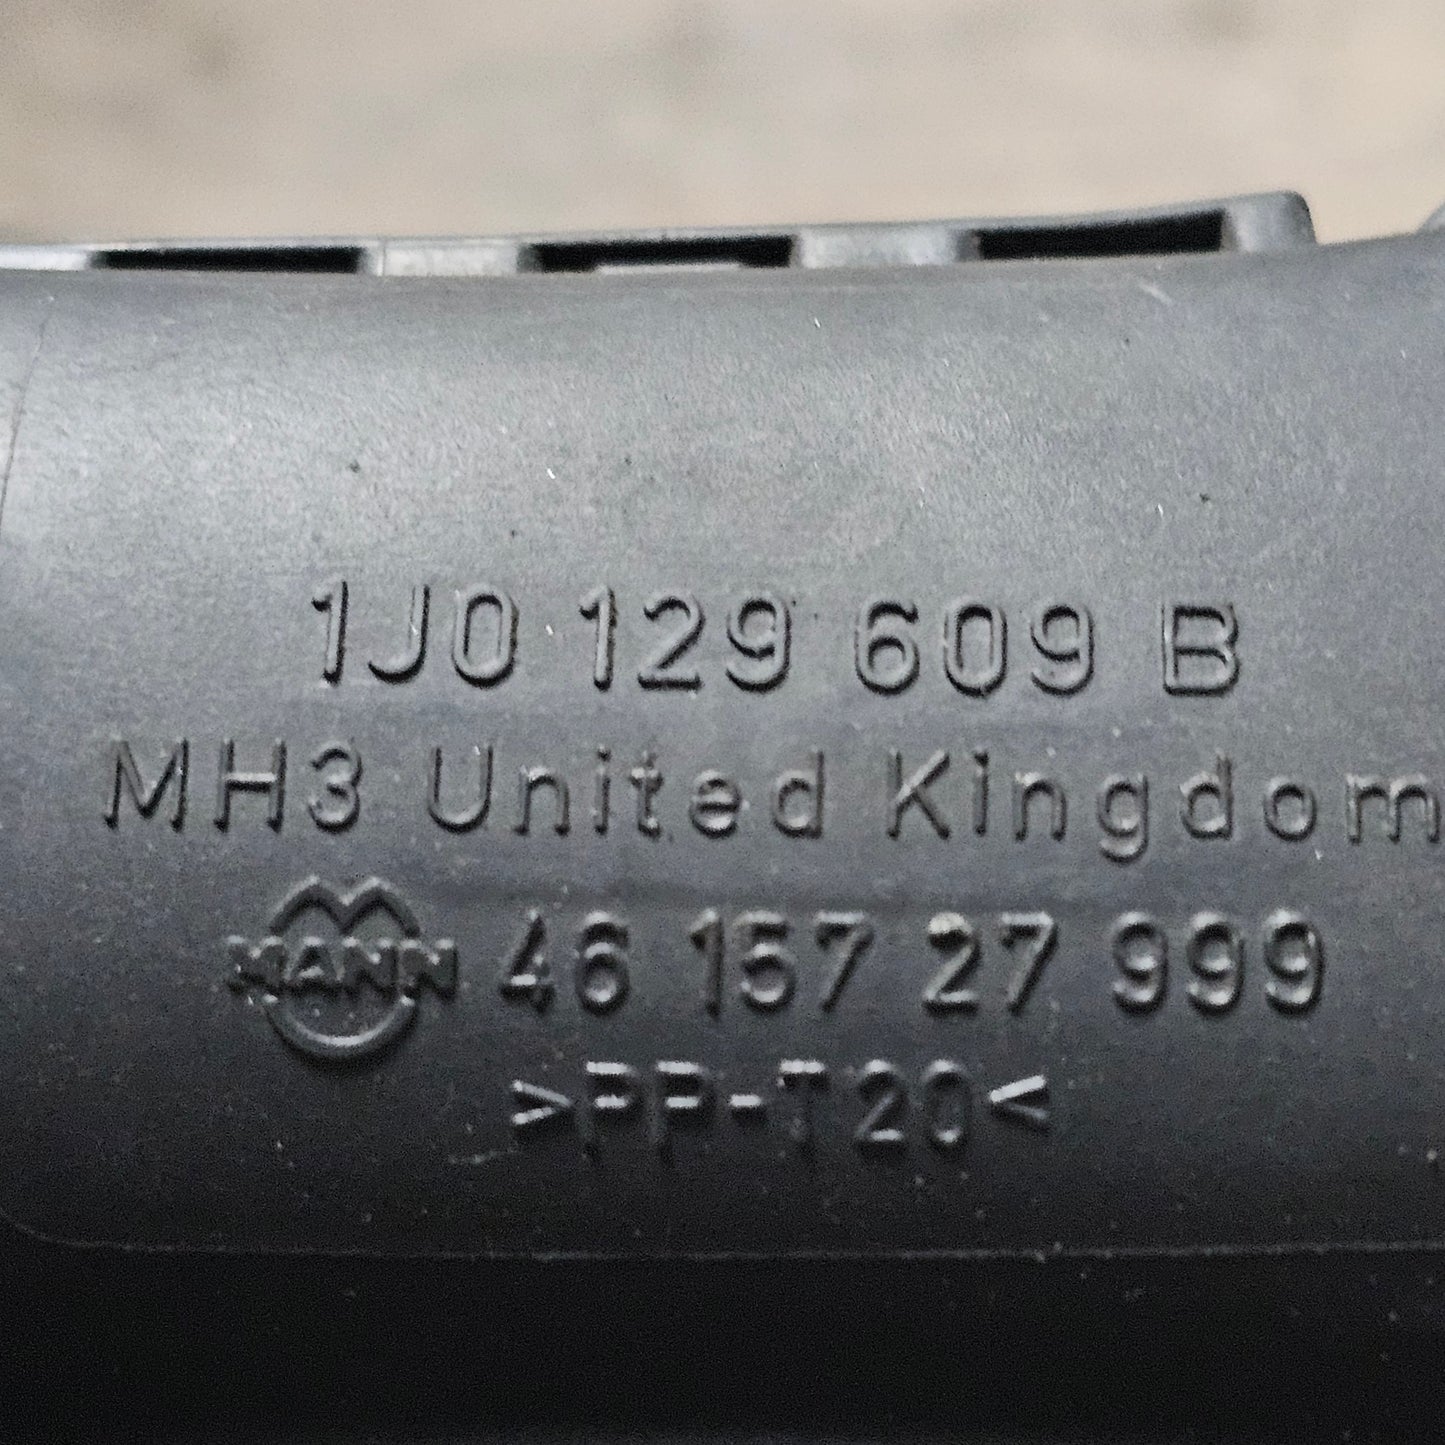 1J0 129 609 B
MH3 United Kingdom
MANN 46 157 27 999
>PP-T20<